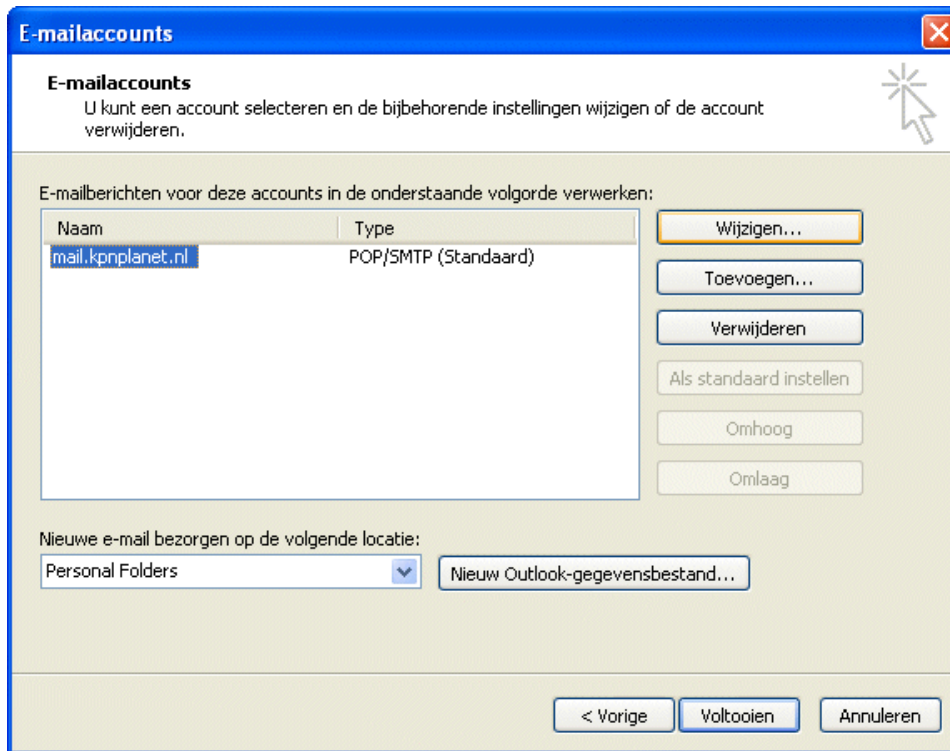 E-mailaccounts
E-mailaccounts
U kunt een account selecteren en de bijbehorende instellingen wijzigen of de account
verwijderen.
E-mailberichten voor deze accounts in de onderstaande volgorde verwerken:
Naam Type
mail.kpnplanet.nl POP/SMTP (Standaard)
Wijzigen...
Toevoegen...
Verwijderen
Als standaard instellen
Omhoog
Omlaag
Nieuwe e-mail bezorgen op de volgende locatie:
Personal Folders Nieuw Outlook-gegevensbestand...
< Vorige Voltooien Annuleren